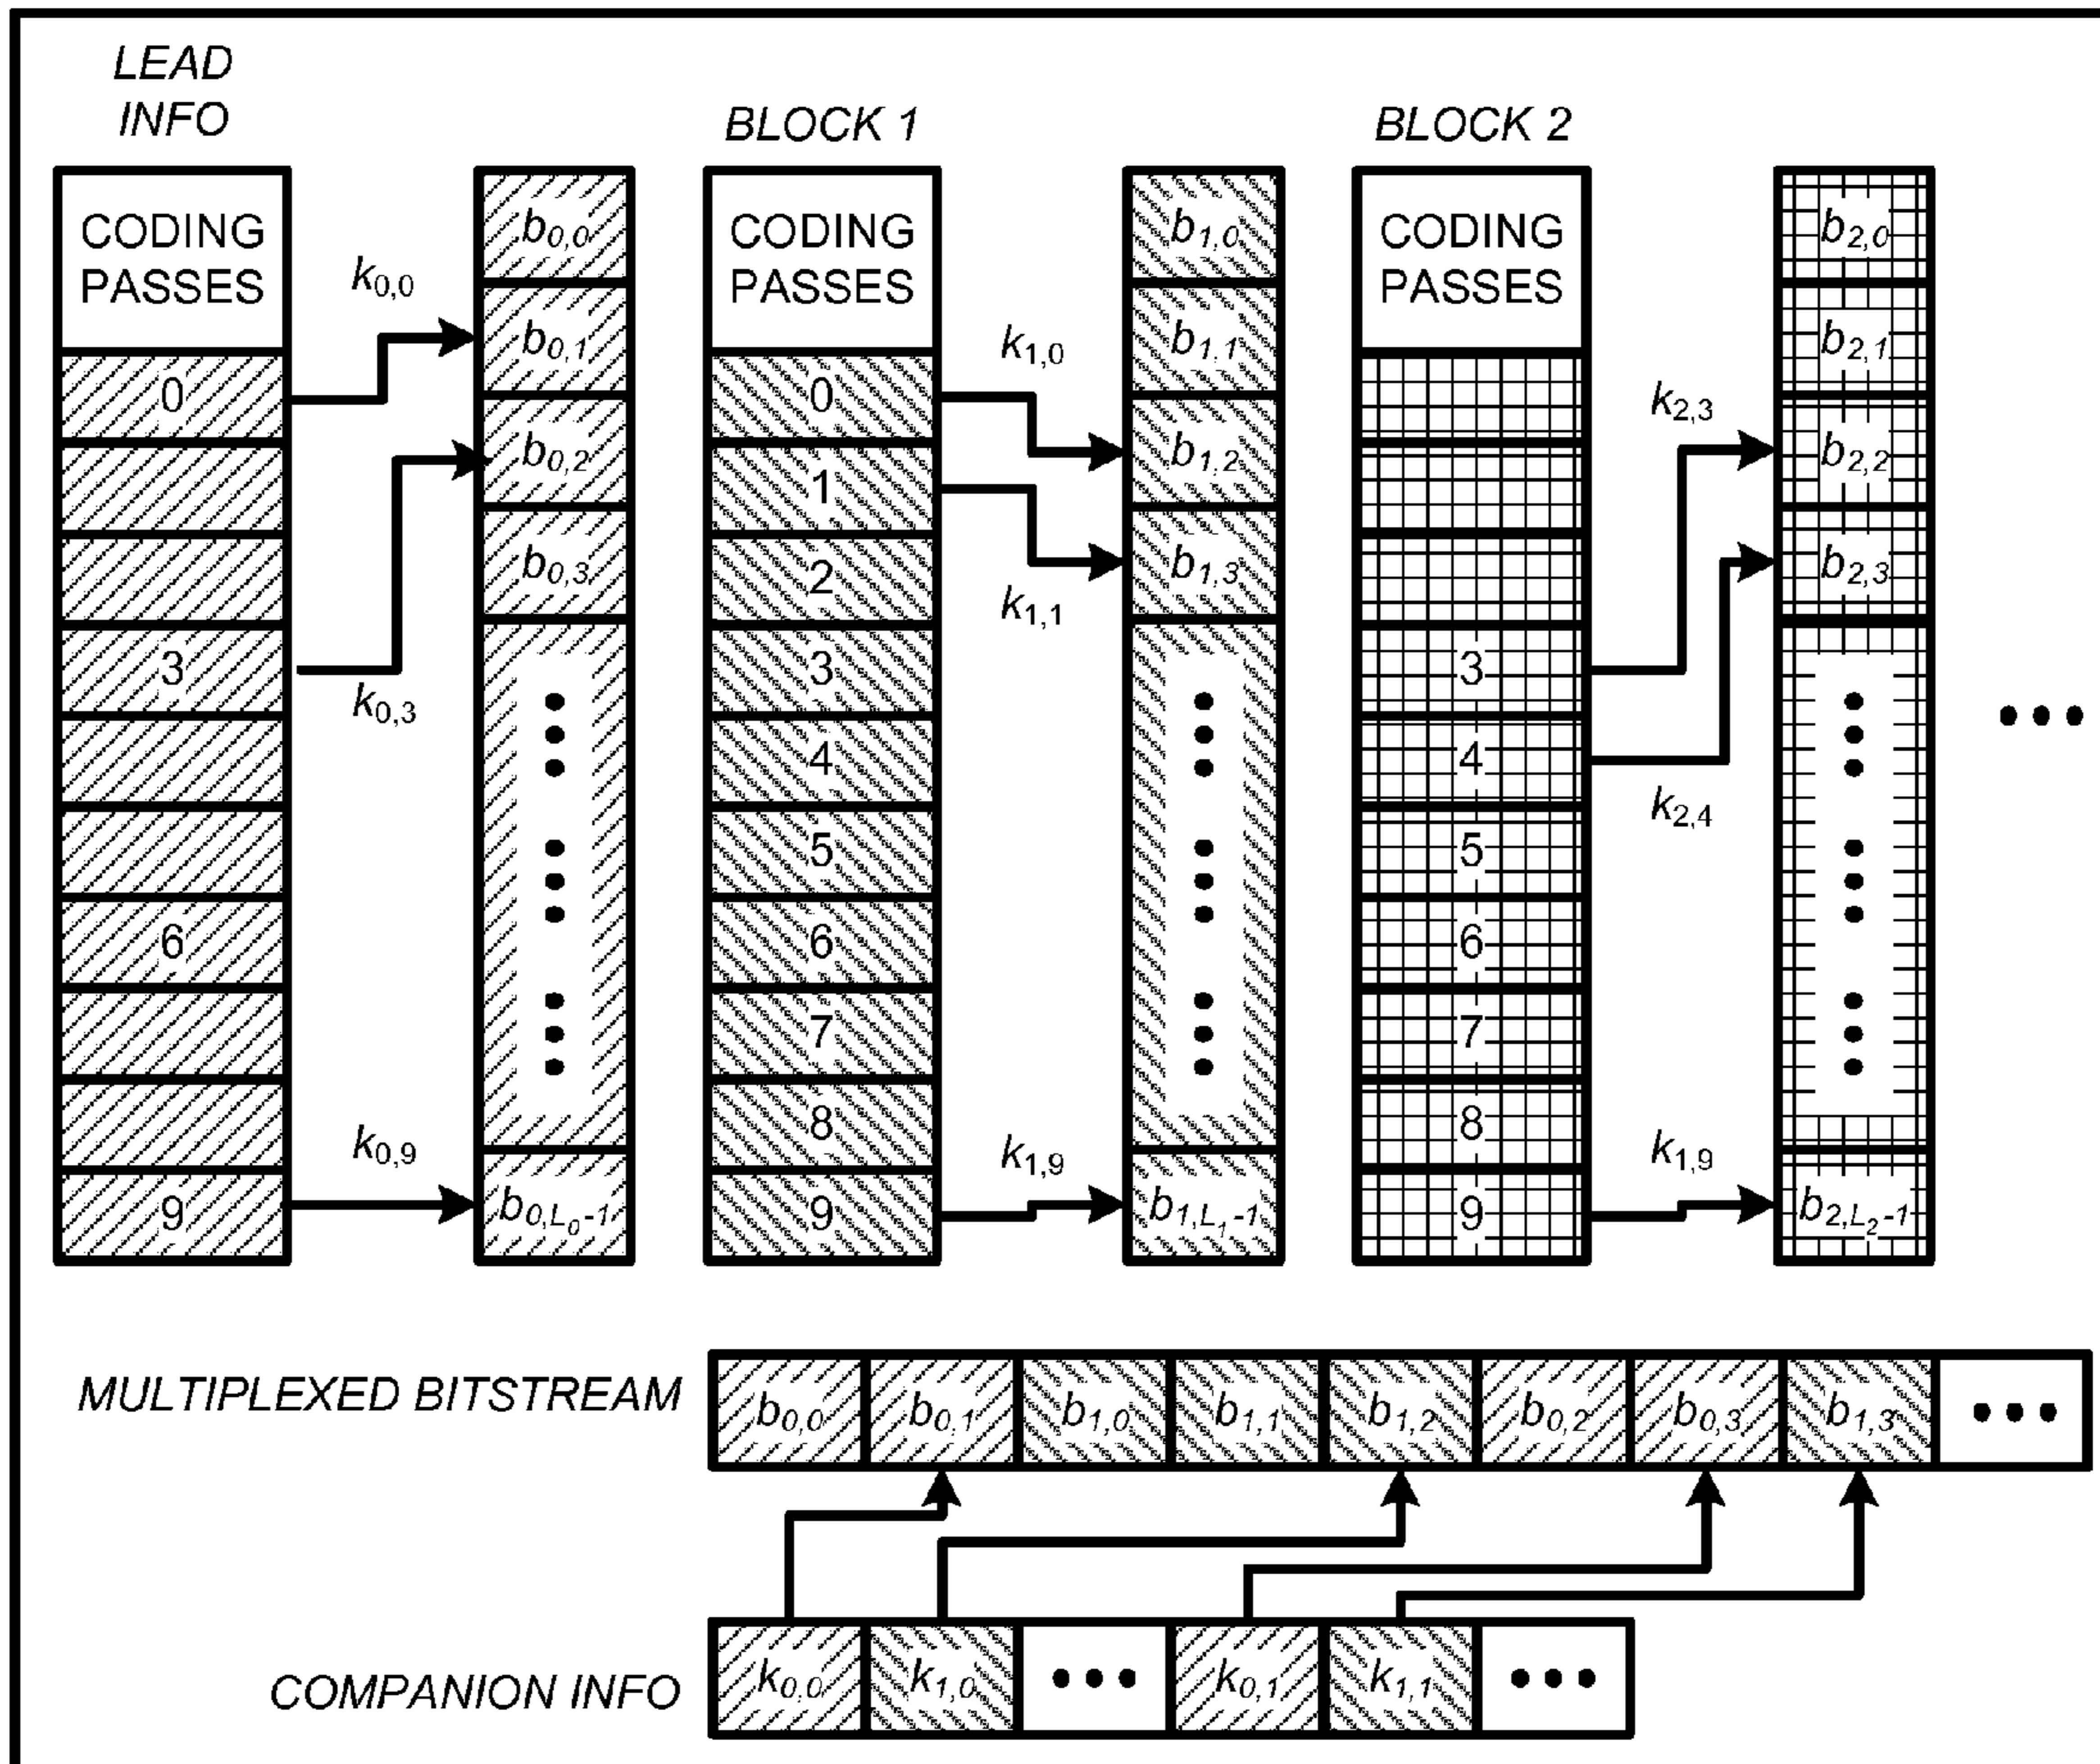 LEAD
INFO
BLOCK 1
BLOCK 2
CODING
PASSES
0
3
6
9
k0,0
k0,3
k0,9
b0,0
b0,1
b0,2
b0,3
b0,L0-1
CODING
PASSES
0
1
2
3
4
5
6
7
8
9
k1,0
k1,1
k1,9
b1,0
b1,1
b1,2
b1,3
b1,L1-1
CODING
PASSES
3
4
5
6
7
8
9
k2,3
k2,4
k1,9
b2,0
b2,1
b2,2
b2,3
b2,L2-1
MULTIPLEXED BITSTREAM b0,0 b0,1 b1,0 b1,1 b1,2 b0,2 b0,3 b1,3 •••
COMPANION INFO k0,0 k1,0 ••• k0,1 k1,1 •••